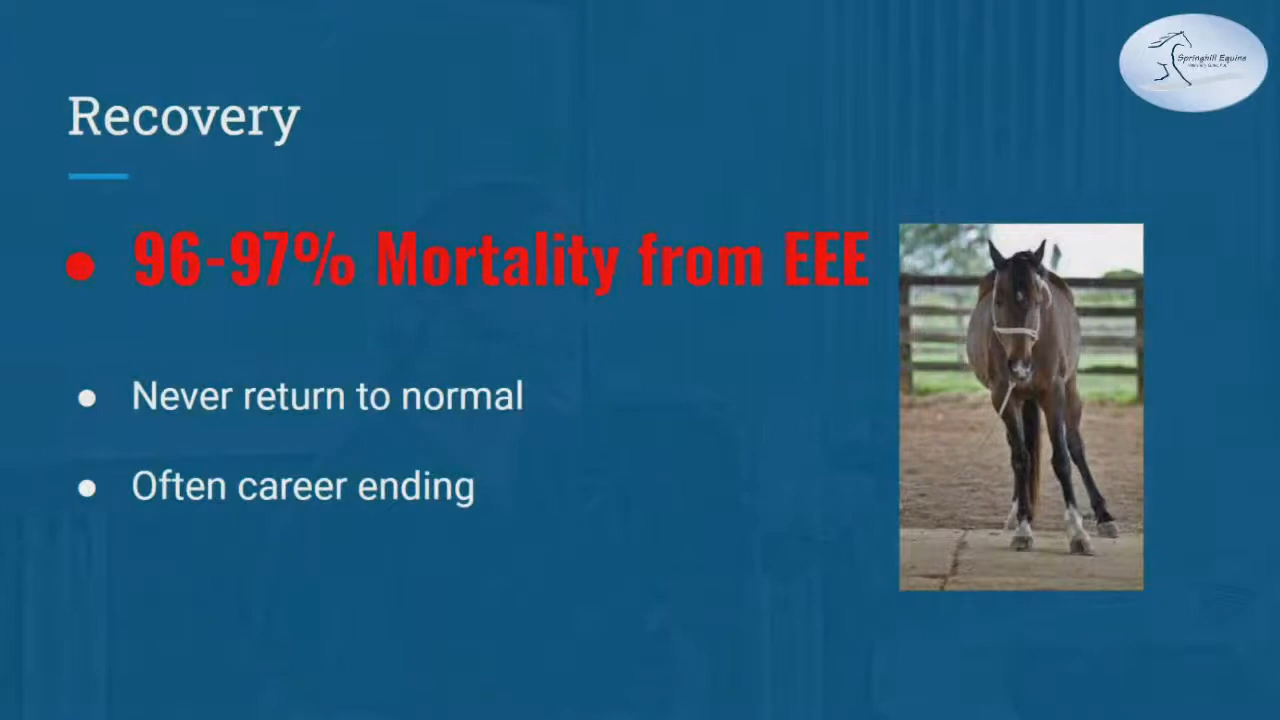 Springhill Equine
Recovery
● 96-97% Mortality from EEE
● Never return to normal
● Often career ending